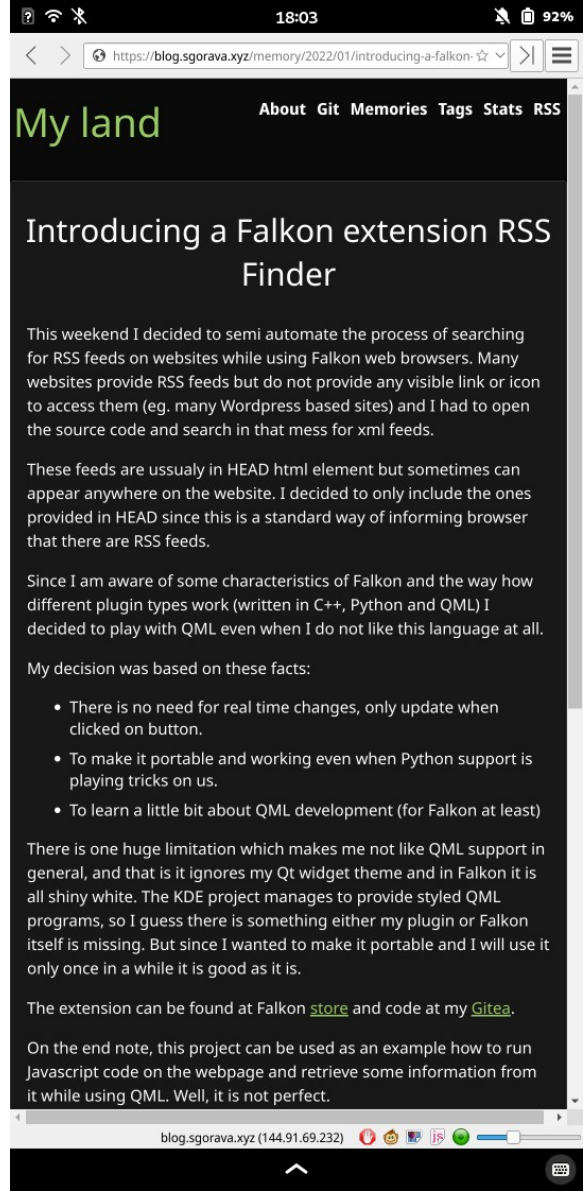 18:03
92%
https://blog.sgorava.xyz/memory/2022/01/introducing-a-falkon-
My land
About Git Memories Tags Stats RSS
Introducing a Falkon extension RSS
Finder
This weekend I decided to semi automate the process of searching
for RSS feeds on websites while using Falkon web browsers. Many
websites provide RSS feeds but do not provide any visible link or icon
to access them (eg. many Wordpress based sites) and I had to open
the source code and search in that mess for xml feeds.
These feeds are ussualy in HEAD html element but sometimes can
appear anywhere on the website. I decided to only include the ones
provided in HEAD since this is a standard way of informing browser
that there are RSS feeds.
Since I am aware of some characteristics of Falkon and the way how
different plugin types work (written in C++, Python and QML) I
decided to play with QML even when I do not like this language at all.
My decision was based on these facts:
• There is no need for real time changes, only update when
clicked on button.
• To make it portable and working even when Python support is
playing tricks on us.
• To learn a little bit about QML development (for Falkon at least)
There is one huge limitation which makes me not like QML support in
general, and that is it ignores my Qt widget theme and in Falkon it is
all shiny white. The KDE project manages to provide styled QML
programs, so I guess there is something either my plugin or Falkon
itself is missing. But since I wanted to make it portable and I will use it
only once in a while it is good as it is.
The extension can be found at Falkon store and code at my Gitea.
On the end note, this project can be used as an example how to run
Javascript code on the webpage and retrieve some information from
it while using QML. Well, it is not perfect.
blog.sgorava.xyz (144.91.69.232)
js